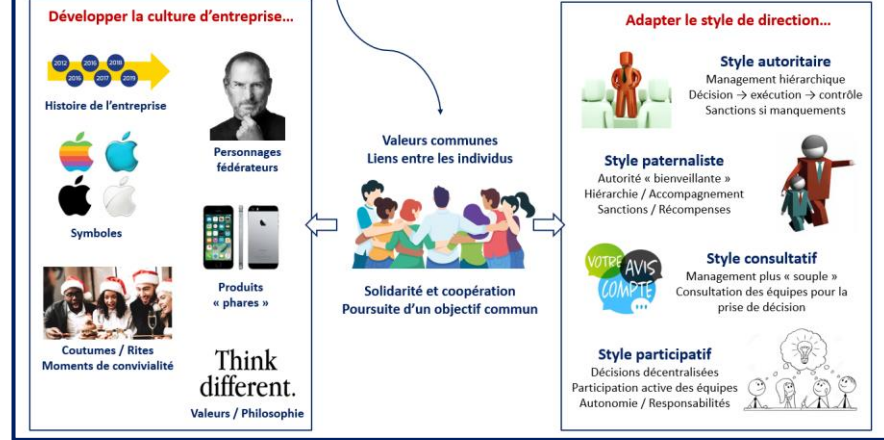 Développer la culture d’entreprise...
2012
2016
2018
2016
2017
2019
Histoire de l’entreprise
Personnages
fédérateurs
Symboles
Produits
« phares »
Coutumes / Rites
Moments de convivialité
Think
different.
Valeurs / Philosophie
Valeurs communes
Liens entre les individus
Solidarité et coopération
Poursuite d’un objectif commun
Adapter le style de direction...
Style autoritaire
Management hiérarchique
Décision → exécution → contrôle
Sanctions si manquements
Style paternaliste
Autorité « bienveillante »
Hiérarchie / Accompagnement
Sanctions / Récompenses
VOTRE AVIS
COMPTE
Style consultatif
Management plus « souple »
Consultation des équipes pour la
prise de décision
Style participatif
Décisions décentralisées
Participation active des équipes
Autonomie / Responsabilités